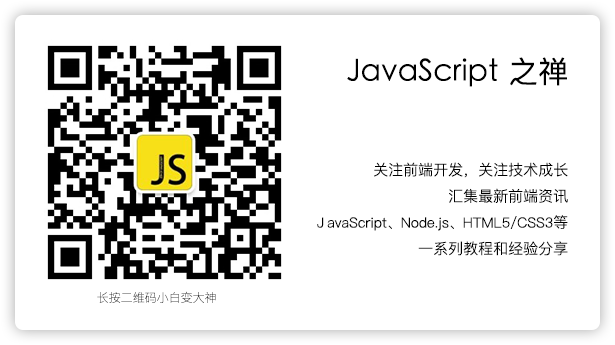 JavaScript 之禅
JS
关注前端开发，关注技术成长
汇集最新前端资讯
JavaScript、Node.js、HTML5/CSS3等
一系列教程和经验分享
长按二维码小白变大神